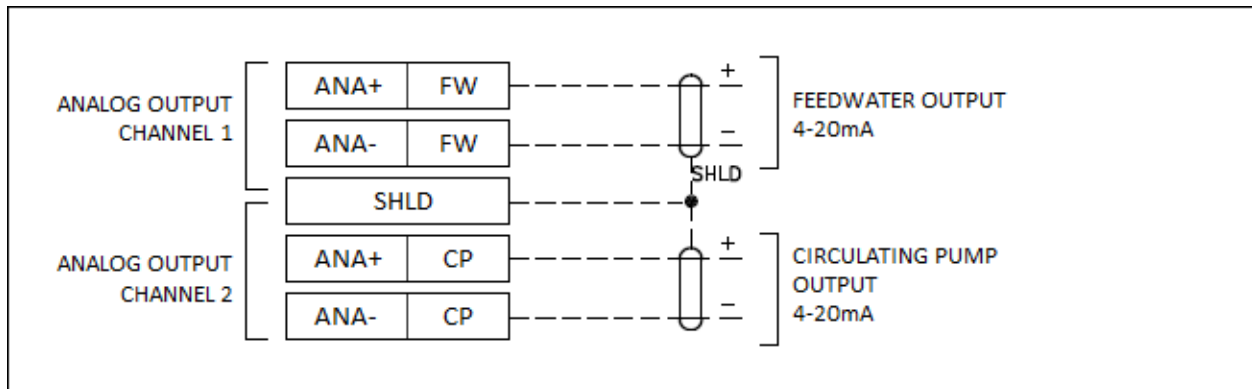 ANALOG OUTPUT
CHANNEL 1
ANA+ FW
ANA- FW
SHLD
ANALOG OUTPUT
CHANNEL 2
ANA+ CP
ANA- CP
+
−
SHLD
+
−
FEEDWATER OUTPUT
4-20mA
CIRCULATING PUMP
OUTPUT
4-20mA